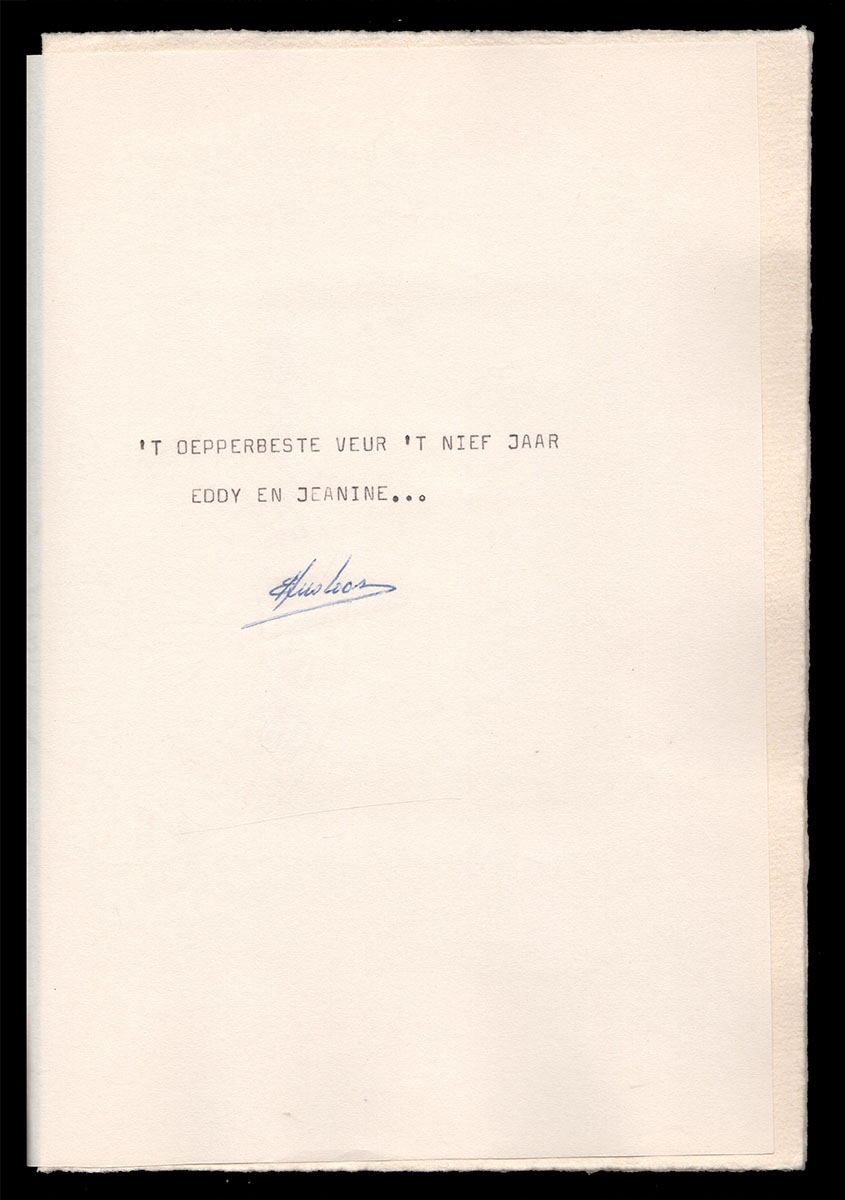 'T OEPPERBESTE VEUR 'T NIEF JAAR
EDDY EN JEANINE...